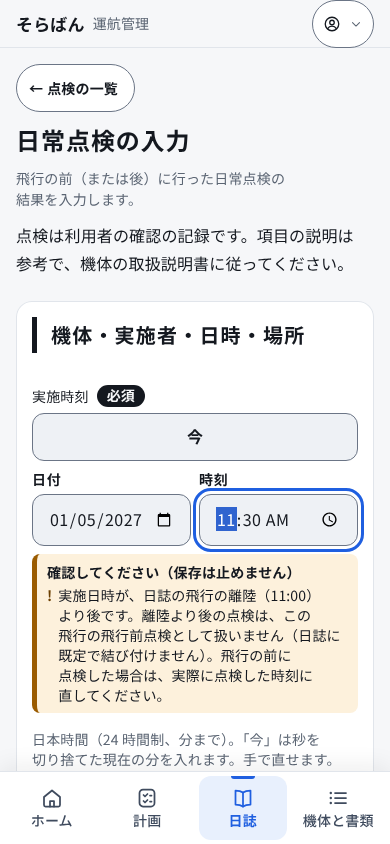 そらばん 運航管理
← 点検の一覧
日常点検の入力
飛行の前（または後）に行った日常点検の
結果を入力します。
点検は利用者の確認の記録です。項目の説明は
参考で、機体の取扱説明書に従ってください。
機体・実施者・日時・場所
実施時刻 必須
今
日付 時刻
01/05/2027 11:30 AM
確認してください（保存は止めません）
! 実施日時が、日誌の飛行の離陸（11:00）
より後です。離陸より後の点検は、この
飛行の飛行前点検として扱いません（日誌に
既定で結び付けません）。飛行の前に
点検した場合は、実際に点検した時刻に
直してください。
日本時間（24 時間制、分まで）。「今」は秒を
切り捨てた現在の分を入れます。手で直せます。
ホーム 計画 日誌 機体と書類